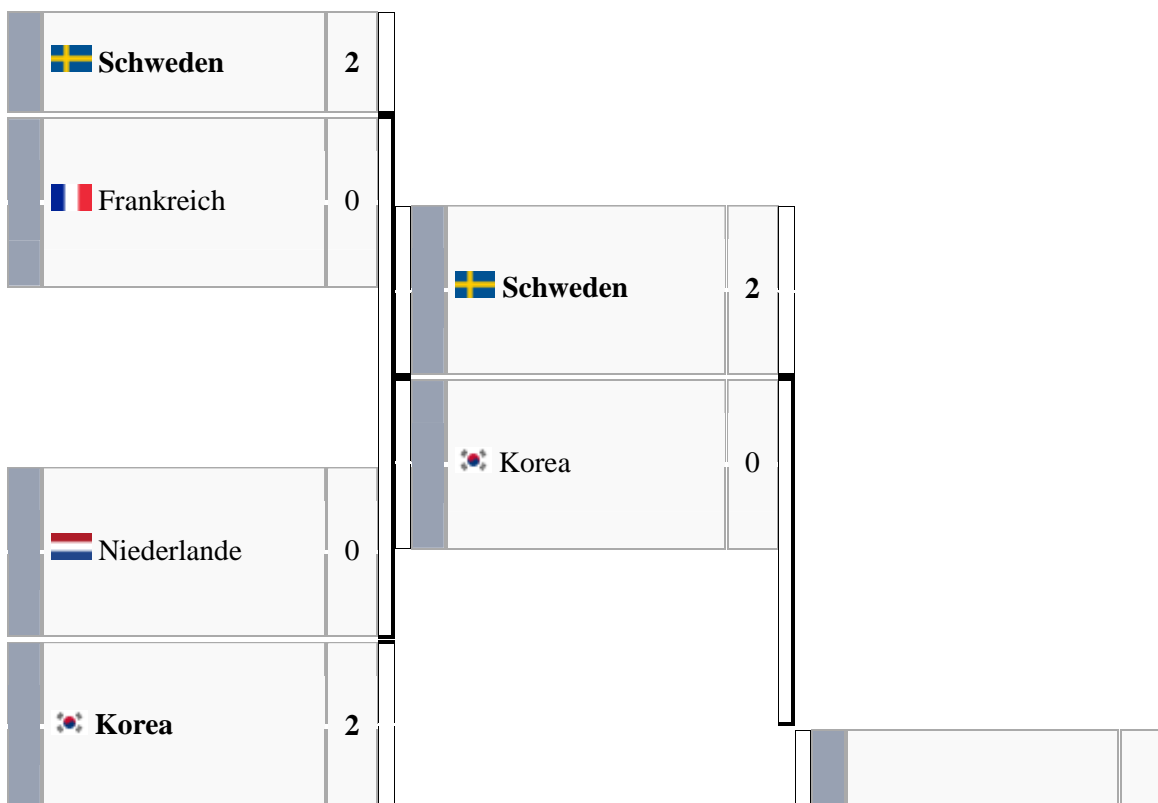 Schweden 2
Frankreich 0
Schweden 2
Korea 0
Niederlande 0
Korea 2